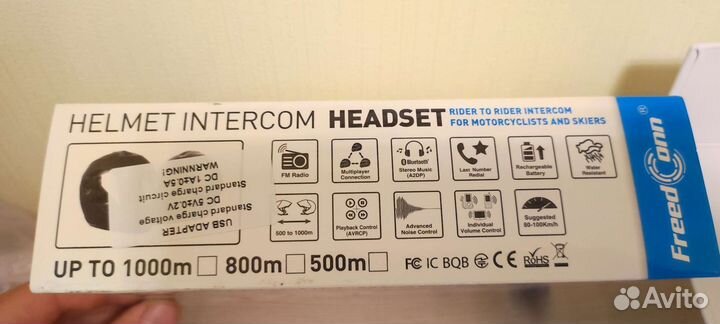 HELMET INTERCOM HEADSET
RIDER TO RIDER INTERCOM
FOR MOTORCYCLISTS AND SKIERS
FM Radio
Multiplayer
Connection
Bluetooth®
Stereo Music
(A2DP)
Last Number
Redial
Rechargeable
Battery
Water
Resistant
500 to 1000m
Playback Control
(AVRCP)
Advanced
Noise Control
Individual
Volume Control
Suggested
80-100Km/h
USB ADAPTER
DC 5V±0.2V
Standard charge voltage
Standard charge circuit
DC 1A±0.5A
WARNNING!
UP TO 1000m 800m 500m
FC IC BQB CE RoHS
FreedConn®
Avito